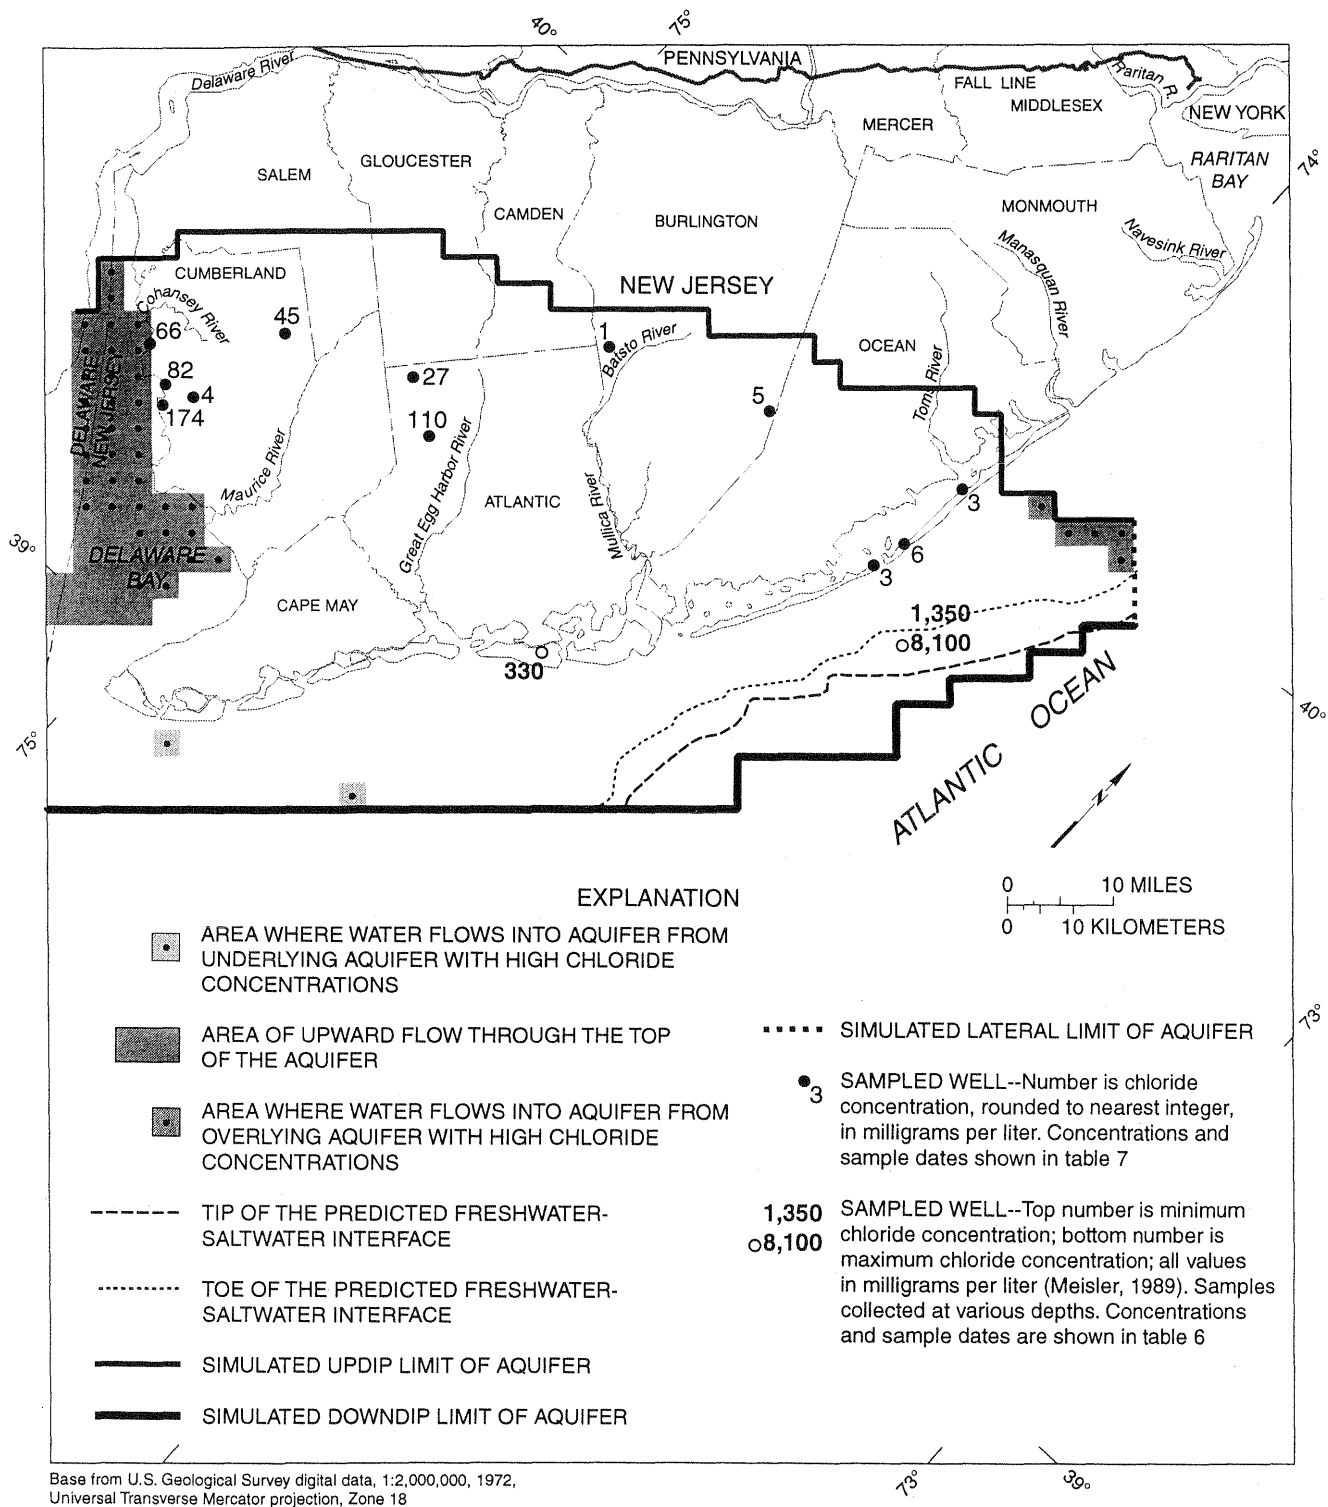 40°
75°
PENNSYLVANIA
Delaware River
FALL LINE
Raritan R.
MIDDLESEX
NEW YORK
MERCER
RARITAN
BAY
74°
GLOUCESTER
SALEM
CAMDEN
BURLINGTON
MONMOUTH
Navesink River
Manasquan River
CUMBERLAND
NEW JERSEY
Cohansey River
66
45
1
Batsto River
OCEAN
Toms River
82
4
174
27
5
110
DELAWARE
NEW JERSEY
Maurice River
Great Egg Harbor River
ATLANTIC
Mullica River
3
6
3
39°
DELAWARE
BAY
CAPE MAY
1,350
8,100
330
ATLANTIC OCEAN
40°
75°
N
0 10 MILES
0 10 KILOMETERS
73°
EXPLANATION
AREA WHERE WATER FLOWS INTO AQUIFER FROM
UNDERLYING AQUIFER WITH HIGH CHLORIDE
CONCENTRATIONS
AREA OF UPWARD FLOW THROUGH THE TOP
OF THE AQUIFER
AREA WHERE WATER FLOWS INTO AQUIFER FROM
OVERLYING AQUIFER WITH HIGH CHLORIDE
CONCENTRATIONS
TIP OF THE PREDICTED FRESHWATER-
SALTWATER INTERFACE
TOE OF THE PREDICTED FRESHWATER-
SALTWATER INTERFACE
SIMULATED UPDIP LIMIT OF AQUIFER
SIMULATED DOWNDIP LIMIT OF AQUIFER
SIMULATED LATERAL LIMIT OF AQUIFER
3
SAMPLED WELL--Number is chloride
concentration, rounded to nearest integer,
in milligrams per liter. Concentrations and
sample dates shown in table 7
1,350
8,100
SAMPLED WELL--Top number is minimum
chloride concentration; bottom number is
maximum chloride concentration; all values
in milligrams per liter (Meisler, 1989). Samples
collected at various depths. Concentrations
and sample dates are shown in table 6
73°
39°
Base from U.S. Geological Survey digital data, 1:2,000,000, 1972,
Universal Transverse Mercator projection, Zone 18